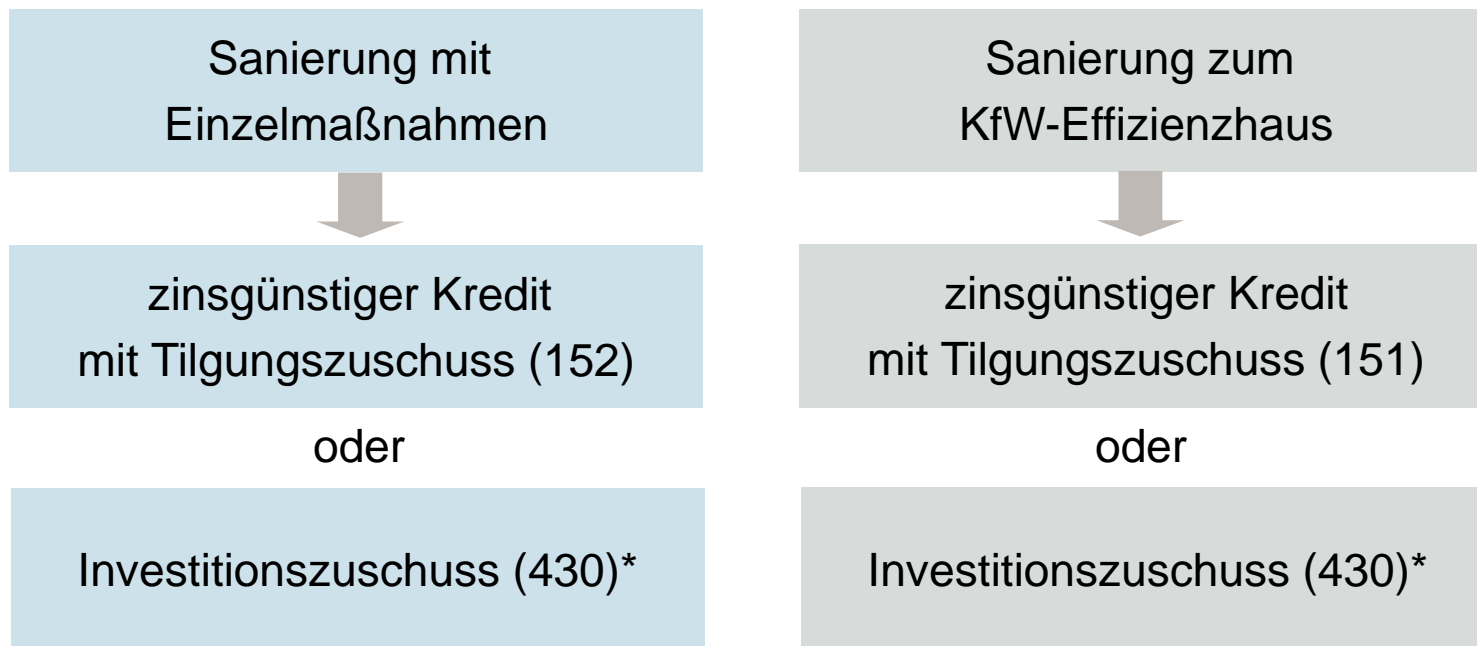 Sanierung mit
Einzelmaßnahmen
zinsgünstiger Kredit
mit Tilgungszuschuss (152)
oder
Investitionszuschuss (430)*
Sanierung zum
KfW-Effizienzhaus
zinsgünstiger Kredit
mit Tilgungszuschuss (151)
oder
Investitionszuschuss (430)*